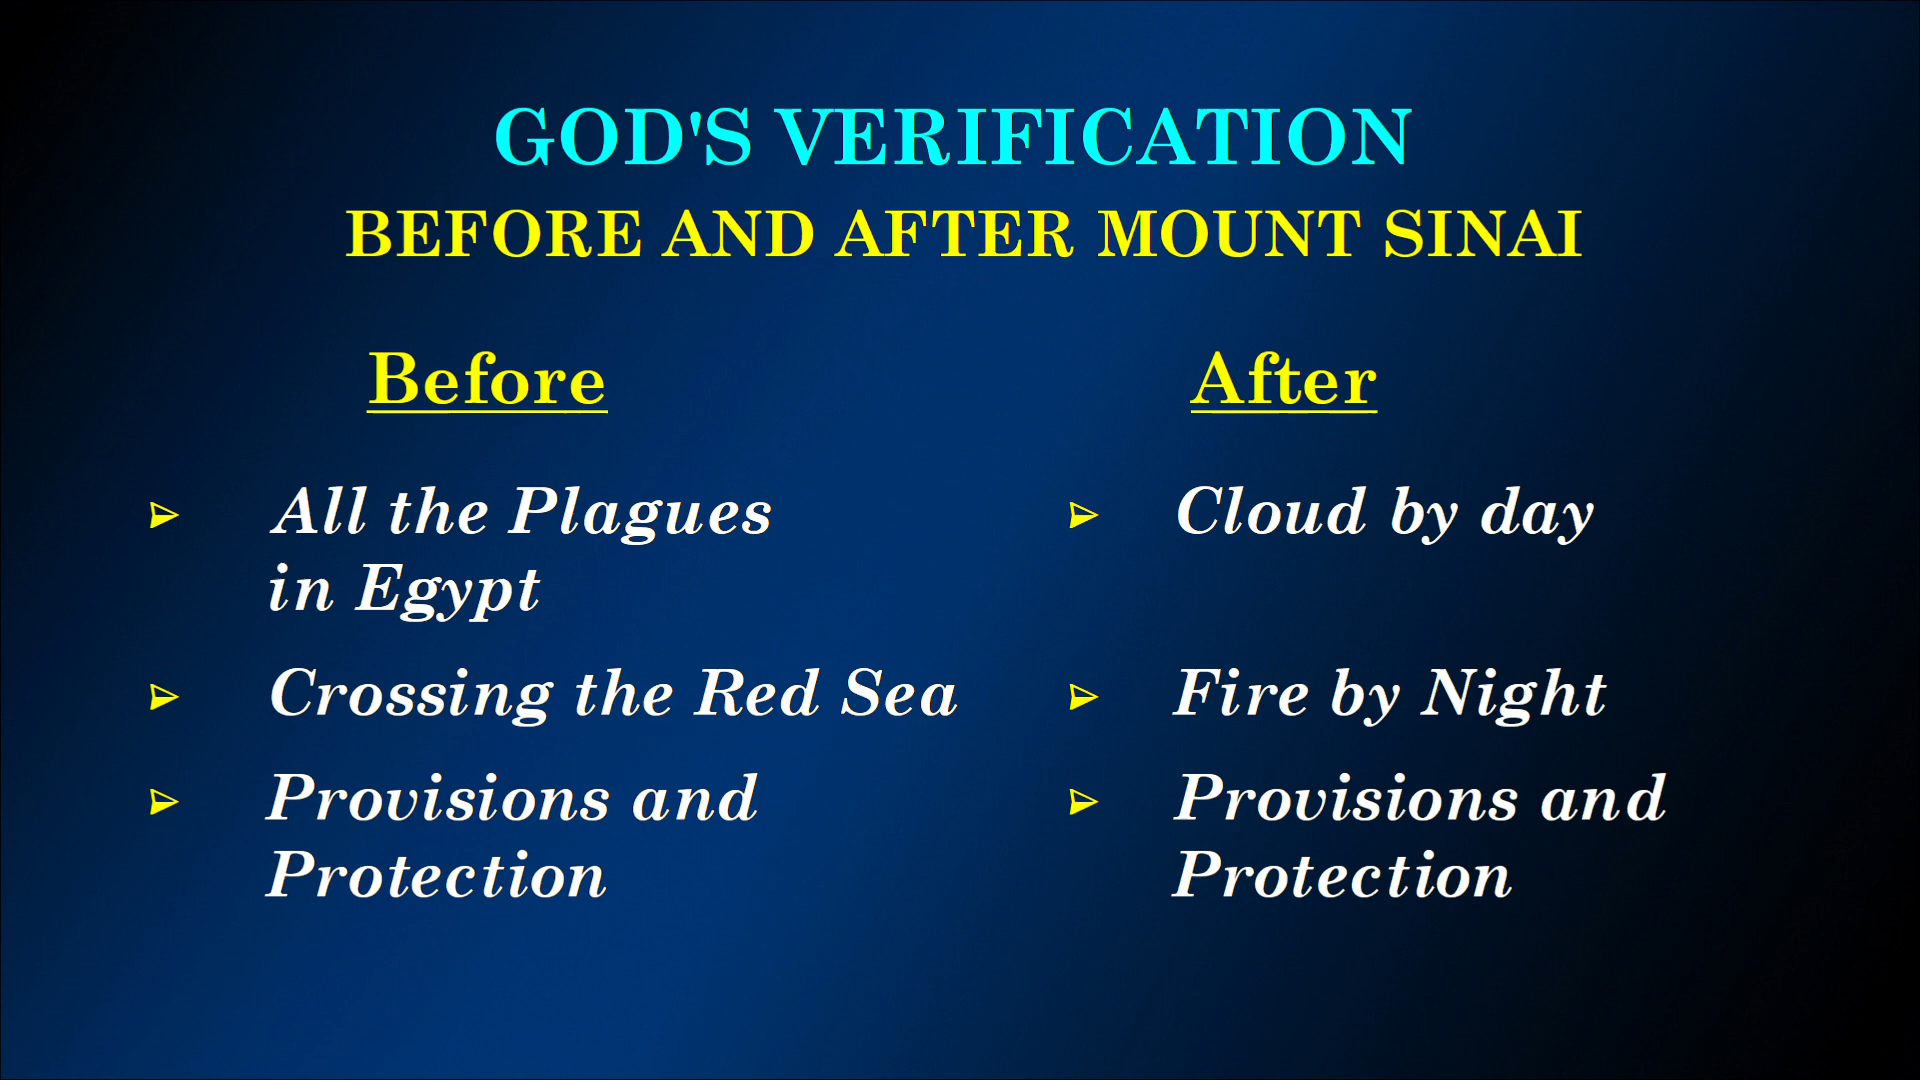 GOD'S VERIFICATION
BEFORE AND AFTER MOUNT SINAI
Before
All the Plagues
in Egypt
Crossing the Red Sea
Provisions and
Protection
After
Cloud by day
Fire by Night
Provisions and
Protection